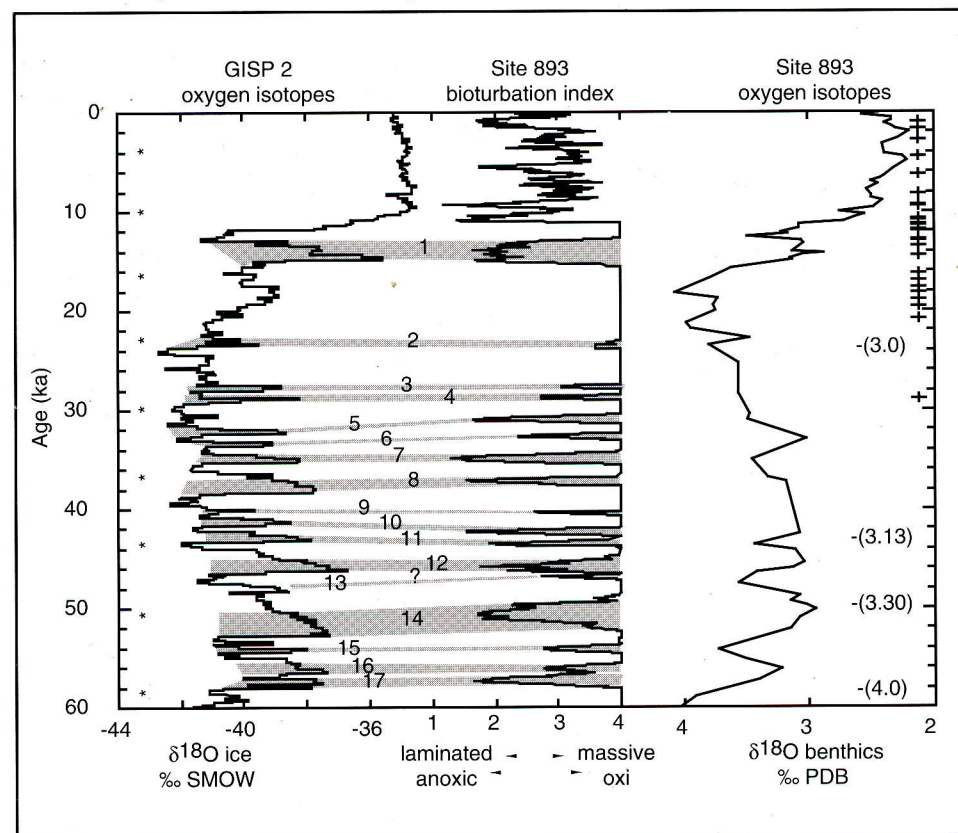 GISP 2
oxygen isotopes
Site 893
bioturbation index
Site 893
oxygen isotopes
Age (ka)
0
10
20
30
40
50
60
1
2
3
4
5
6
7
8
9
10
11
12
?
13
14
15
16
17
-(3.0)
-(3.13)
-(3.30)
-(4.0)
-44
-40
-36
1
2
3
4
4
3
2
δ18O ice
‰ SMOW
laminated
massive
anoxic
oxi
δ18O benthics
‰ PDB